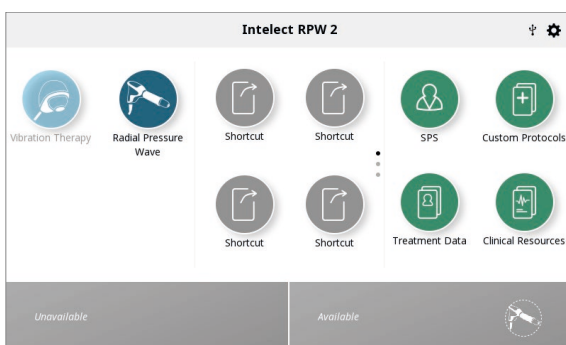 Intelect RPW 2
Vibration Therapy
Radial Pressure
Wave
Shortcut
Shortcut
SPS
Custom Protocols
Shortcut
Shortcut
Treatment Data
Clinical Resources
Unavailable
Available